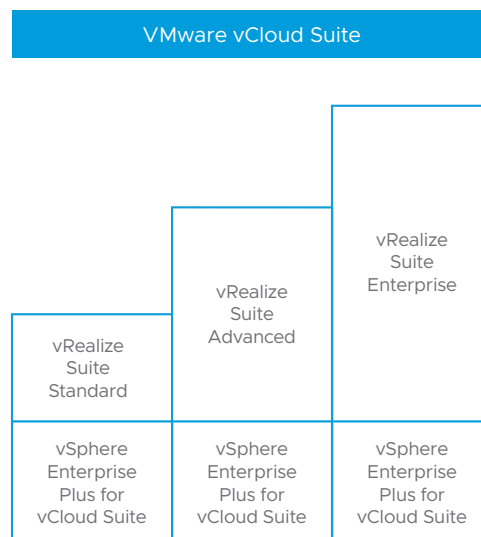 VMware vCloud Suite
vRealize
Suite
Enterprise
vRealize
Suite
Advanced
vRealize
Suite
Standard
vSphere
Enterprise
Plus for
vCloud Suite
vSphere
Enterprise
Plus for
vCloud Suite
vSphere
Enterprise
Plus for
vCloud Suite